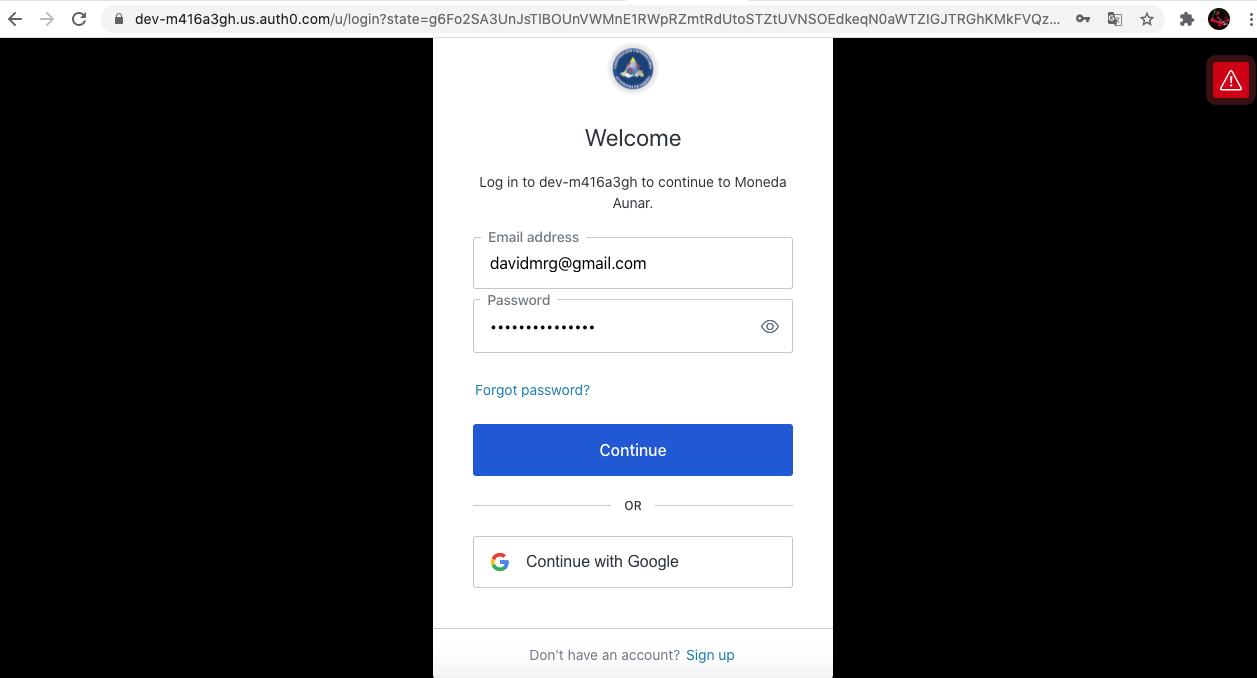 dev-m416a3gh.us.auth0.com/u/login?state=g6Fo2SA3UnJsTlBOUnVWMnE1RWpRZmtRdUtoSTZtUVNSOEdkeqN0aWTZIGJTRGhKMkFVQz...
Welcome
Log in to dev-m416a3gh to continue to Moneda
Aunar.
Email address
davidmrg@gmail.com
Password
•••••••••••••••
Forgot password?
Continue
OR
Continue with Google
Don't have an account? Sign up